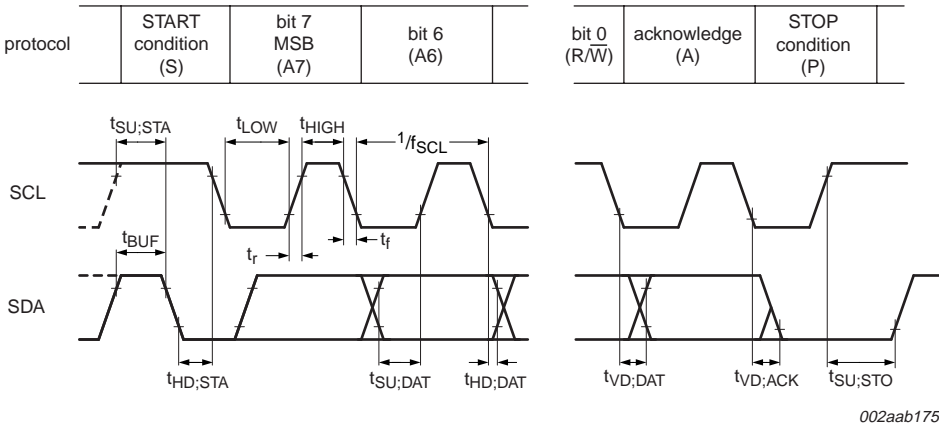 protocol
START
condition
(S)
bit 7
MSB
(A7)
bit 6
(A6)
bit 0
(R/W̅)
acknowledge
(A)
STOP
condition
(P)
tSU;STA
tLOW
tHIGH
1/fSCL
SCL
tBUF
tr
tf
SDA
tHD;STA
tSU;DAT
tHD;DAT
tVD;DAT
tVD;ACK
tSU;STO
002aab175